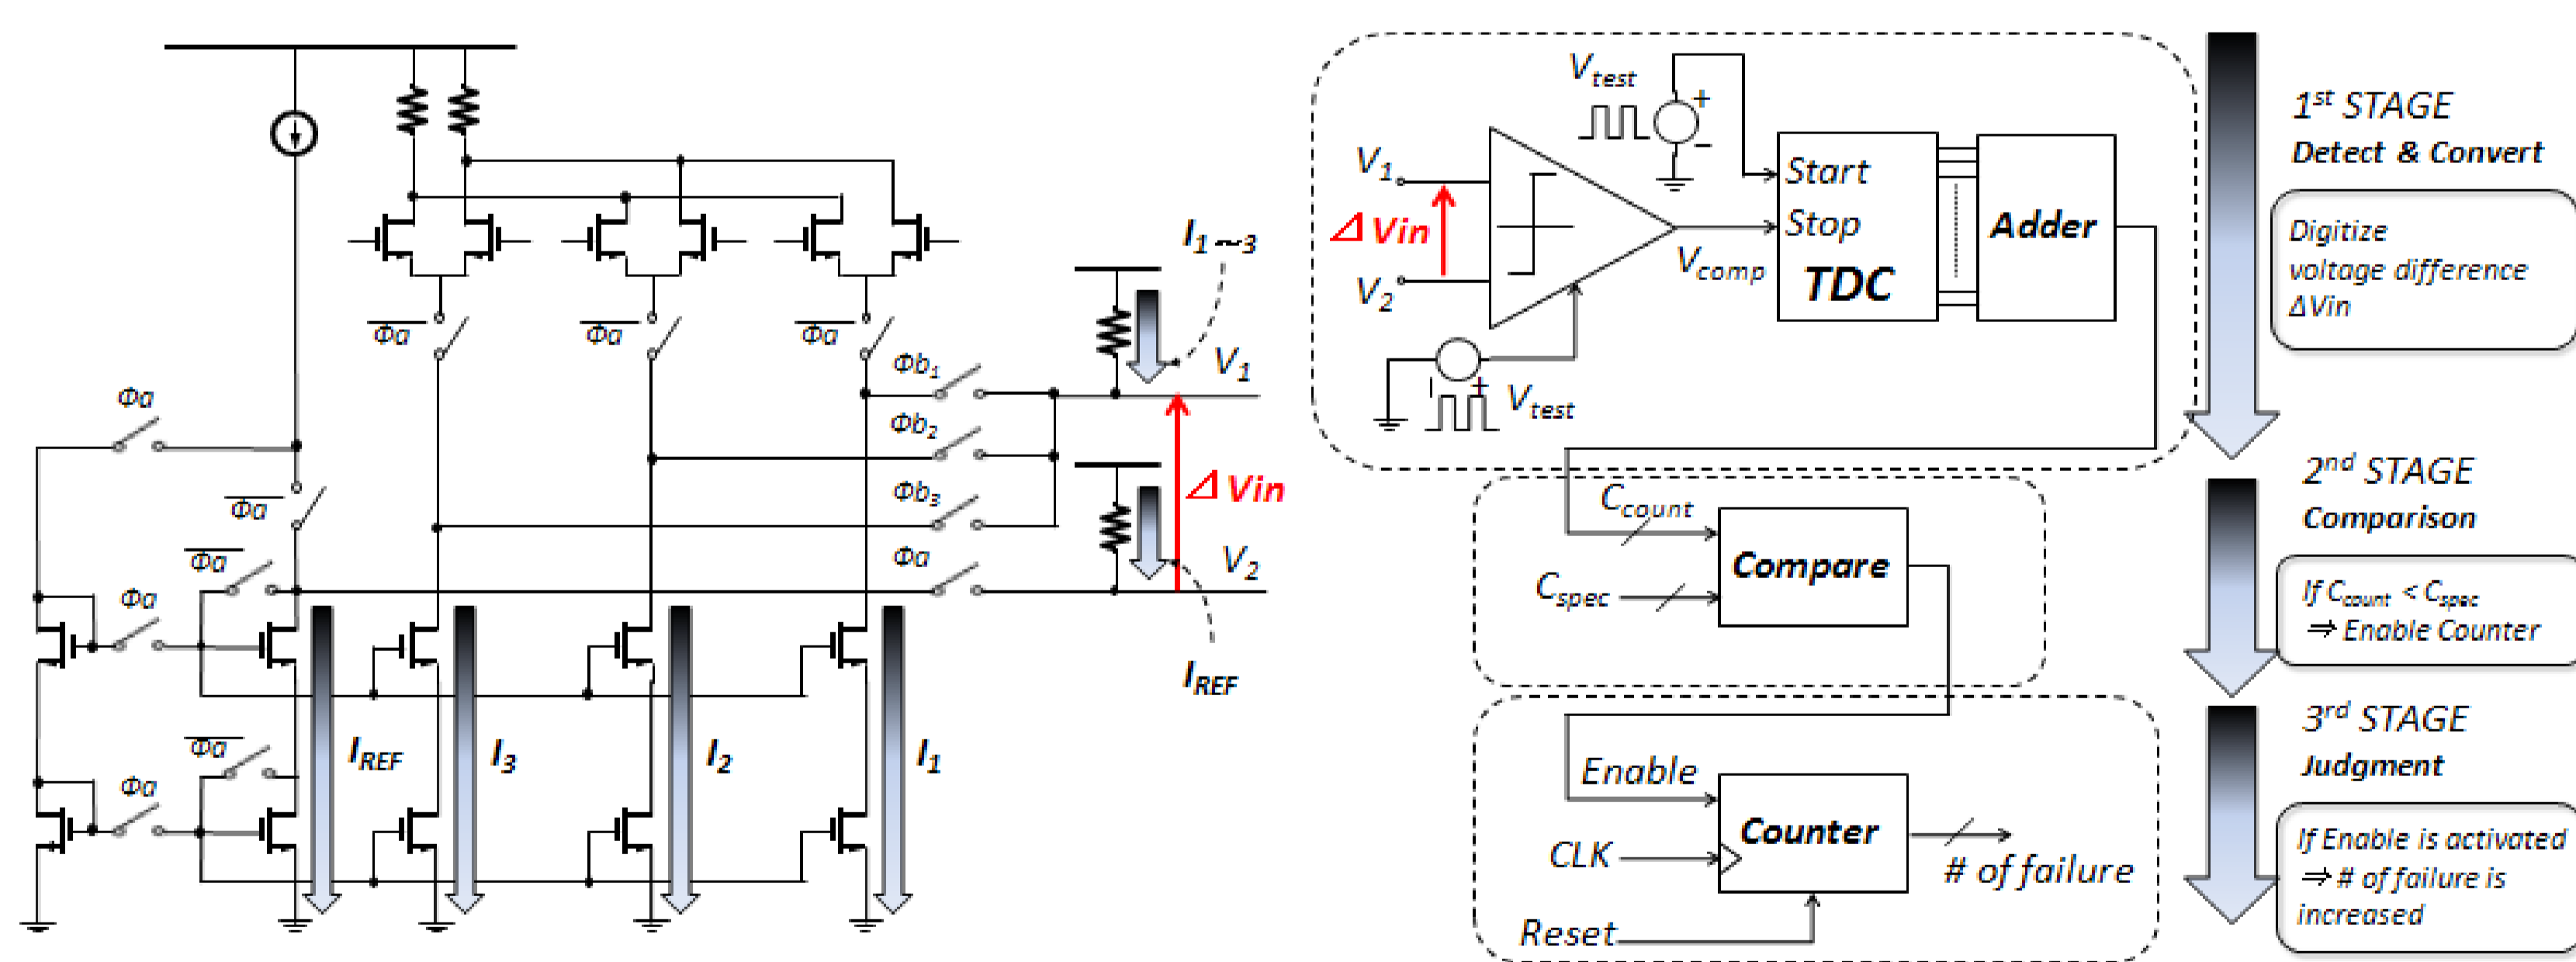 Φa
Φa
Φa
Φa
Φa
Φa
Φa
Φa
Φa
Φb1
Φb2
Φb3
Φa
I1~3
V1
Δ Vin
V2
IREF
IREF
I3
I2
I1
Vtest
V1
Δ Vin
V2
Vcomp
Vtest
+
−
+
Start
Stop
TDC
Adder
Ccount
Cspec
Compare
Enable
CLK
Reset
Counter
# of failure
1st STAGE
Detect & Convert
Digitize
voltage difference
ΔVin
2nd STAGE
Comparison
If Ccount < Cspec
⇒ Enable Counter
3rd STAGE
Judgment
If Enable is activated
⇒ # of failure is
increased